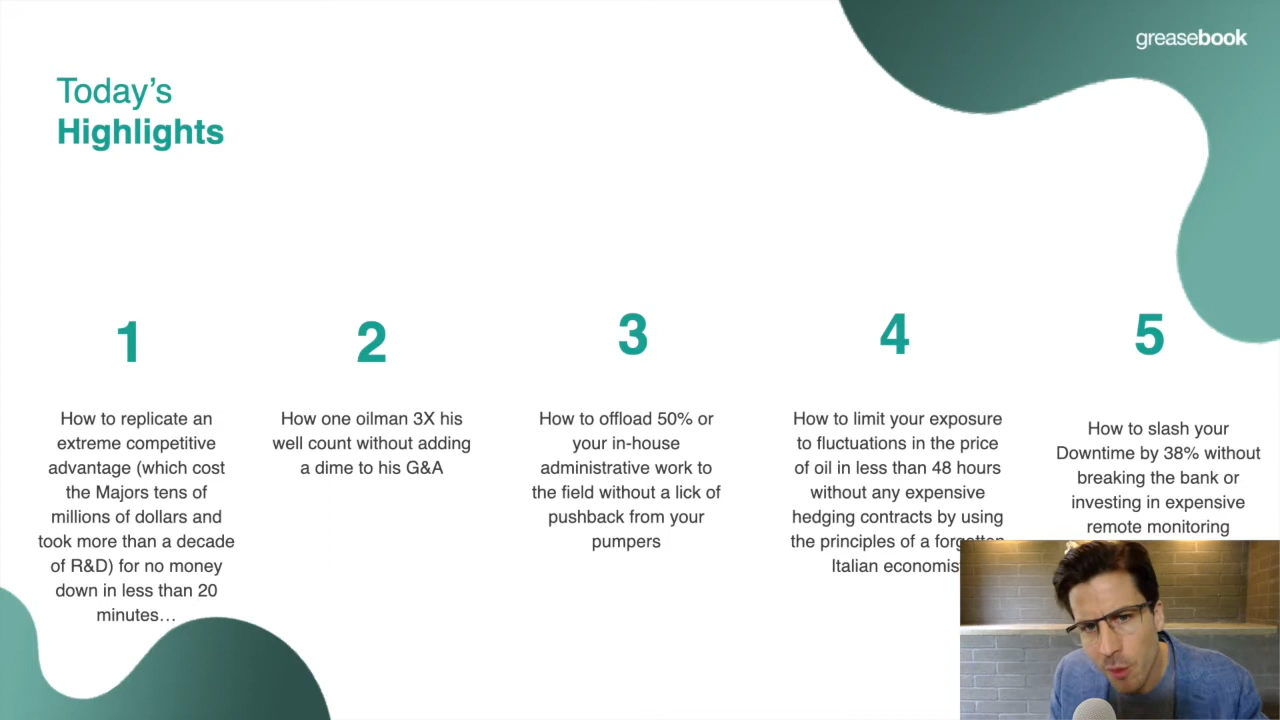 greasebook
Today's
Highlights
1
How to replicate an
extreme competitive
advantage (which cost
the Majors tens of
millions of dollars and
took more than a decade
of R&D) for no money
down in less than 20
minutes…
2
How one oilman 3X his
well count without adding
a dime to his G&A
3
How to offload 50% or
your in-house
administrative work to
the field without a lick of
pushback from your
pumpers
4
How to limit your exposure
to fluctuations in the price
of oil in less than 48 hours
without any expensive
hedging contracts by using
the principles of a forgotten
Italian economis
5
How to slash your
Downtime by 38% without
breaking the bank or
investing in expensive
remote monitoring